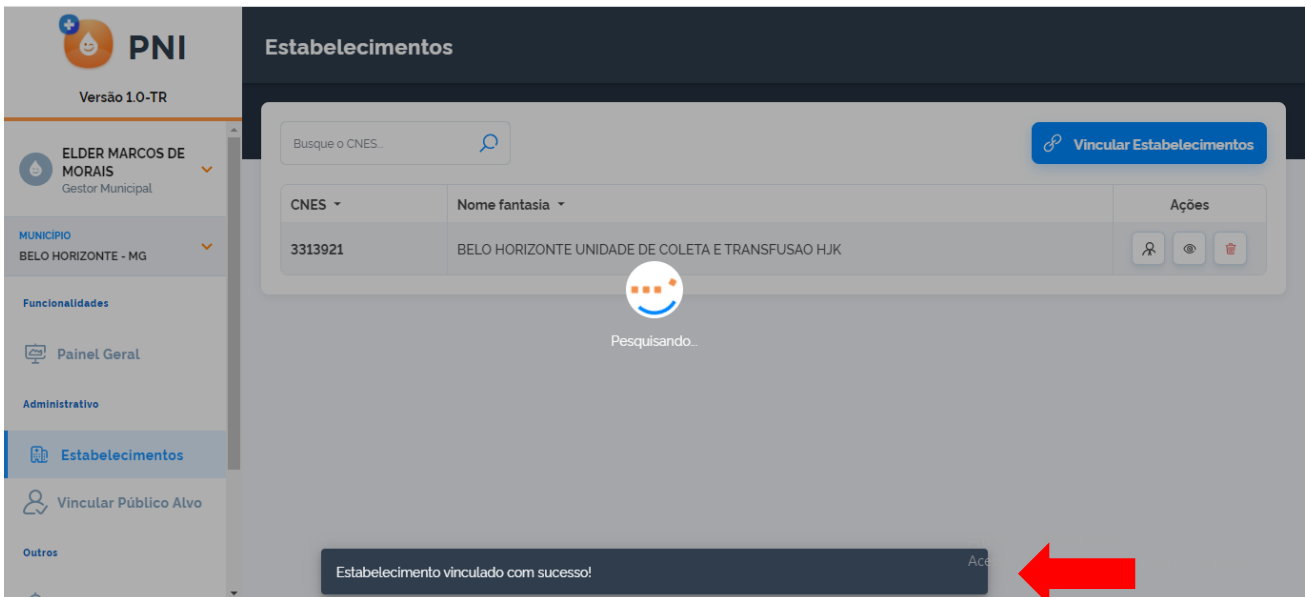 PNI
Versão 1.0-TR
ELDER MARCOS DE
MORAIS
Gestor Municipal
MUNICÍPIO
BELO HORIZONTE - MG
Funcionalidades
Painel Geral
Administrativo
Estabelecimentos
Vincular Público Alvo
Outros
Estabelecimentos
Busque o CNES...
Vincular Estabelecimentos
CNES Nome fantasia Ações
3313921 BELO HORIZONTE UNIDADE DE COLETA E TRANSFUSAO HJK
Pesquisando...
Estabelecimento vinculado com sucesso!
Ace